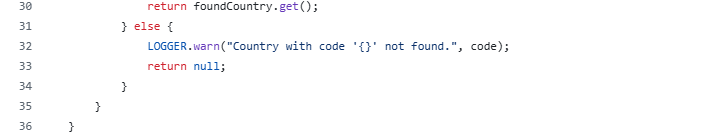 30 return foundCountry.get();
31 } else {
32 LOGGER.warn("Country with code '{}' not found.", code);
33 return null;
34 }
35 }
36 }